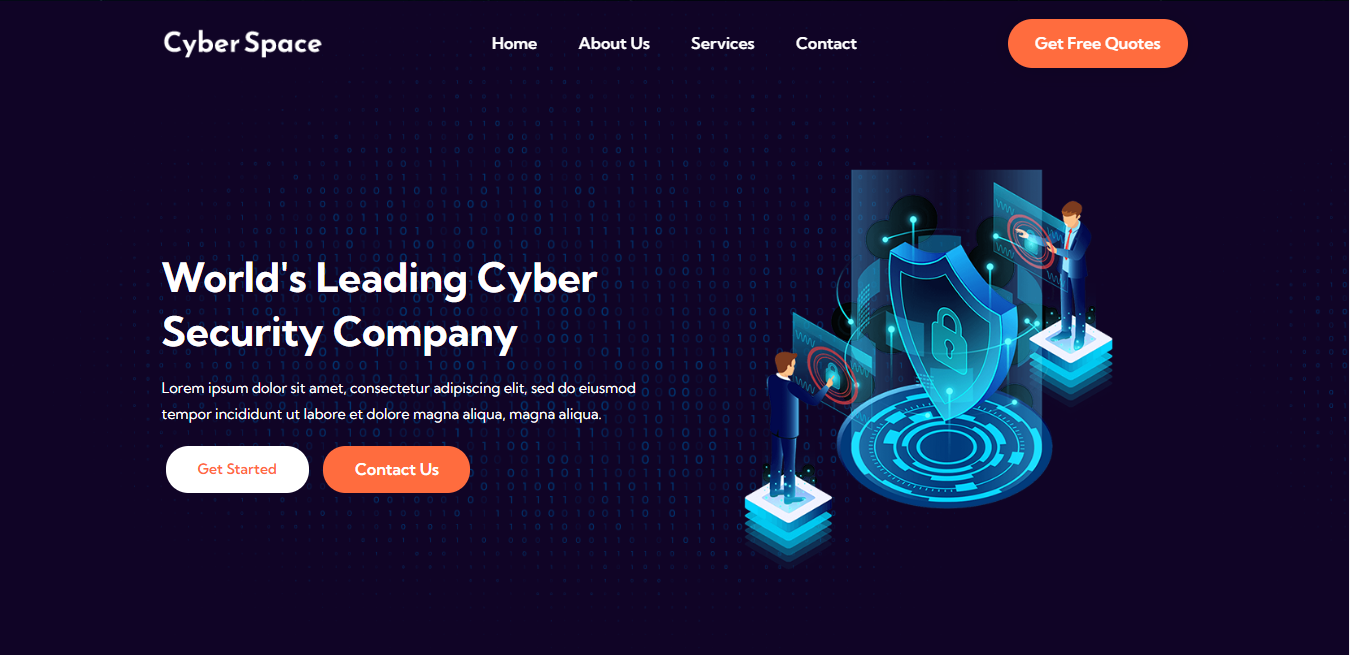 Cyber Space
Home About Us Services Contact
Get Free Quotes
World's Leading Cyber
Security Company
Lorem ipsum dolor sit amet, consectetur adipiscing elit, sed do eiusmod
tempor incididunt ut labore et dolore magna aliqua, magna aliqua.
Get Started
Contact Us